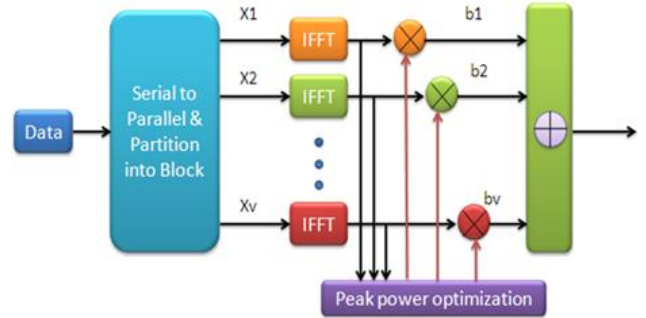 X1
IFFT
b1
X2
IFFT
b2
Serial to
Parallel &
Partition
into Block
Data
Xv
IFFT
bv
Peak power optimization